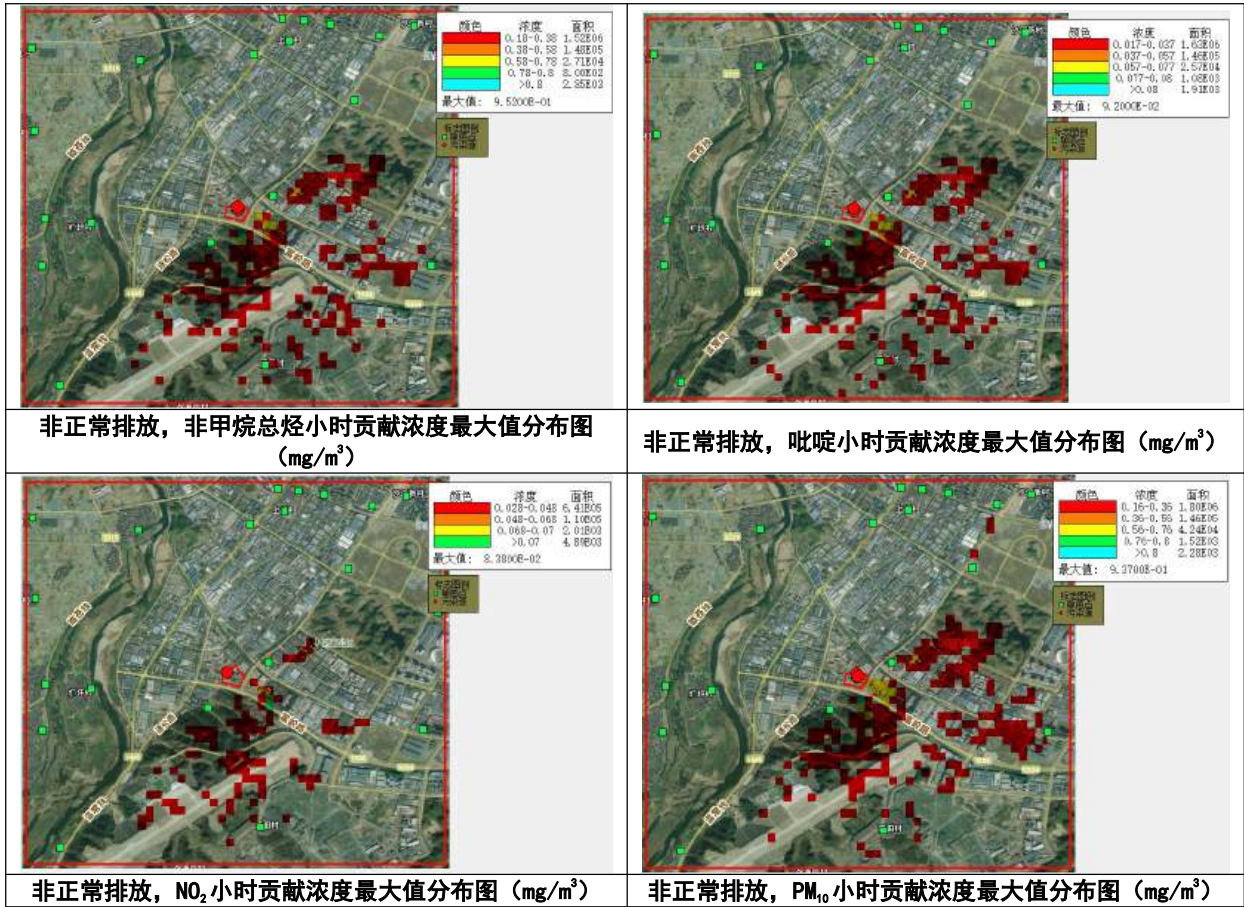 颜色 浓度 面积
0.18-0.38 1.52E06
0.38-0.58 1.48E05
0.58-0.78 2.71E04
0.78-0.8 8.00E02
>0.8 2.35E03
最大值: 9.5200E-01
颜色 浓度 面积
0.017-0.037 1.63E06
0.037-0.057 1.46E05
0.057-0.077 2.57E04
0.077-0.08 1.08E03
>0.08 1.91E03
最大值: 9.2000E-02
非正常排放，非甲烷总烃小时贡献浓度最大值分布图
（mg/m³）
非正常排放，吡啶小时贡献浓度最大值分布图（mg/m³）
颜色 浓度 面积
0.028-0.048 6.41E05
0.048-0.068 1.10E05
0.068-0.07 2.01E03
>0.07 4.89E03
最大值: 8.3800E-02
颜色 浓度 面积
0.16-0.36 1.80E06
0.36-0.56 1.46E05
0.56-0.76 4.24E04
0.76-0.8 1.52E03
>0.8 2.28E03
最大值: 9.3700E-01
非正常排放，NO₂小时贡献浓度最大值分布图（mg/m³）
非正常排放，PM₁₀小时贡献浓度最大值分布图（mg/m³）